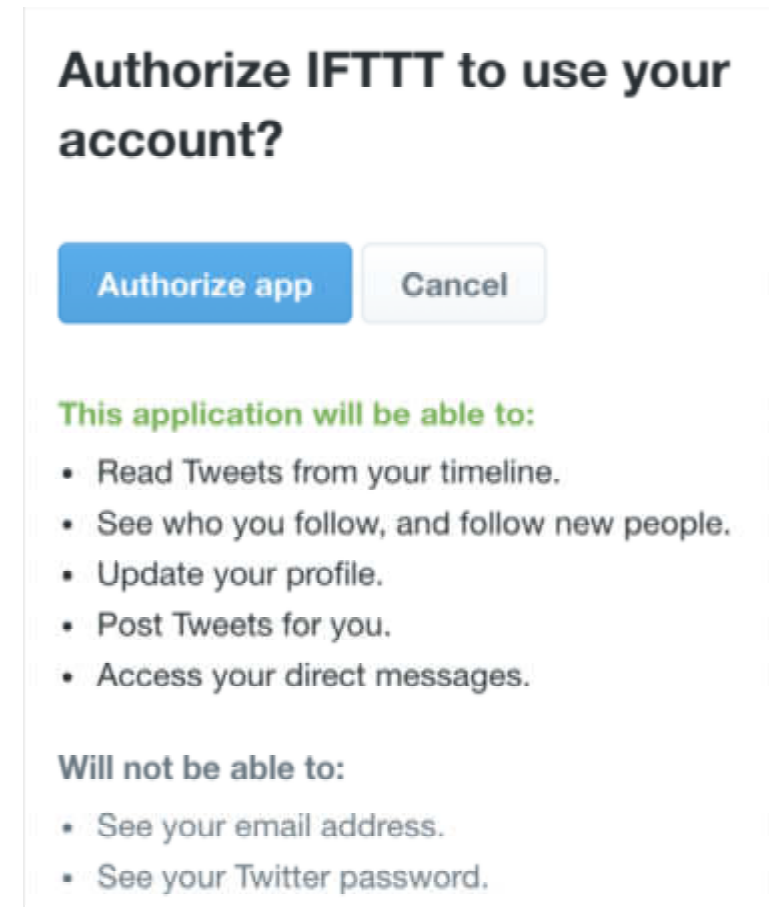 Authorize IFTTT to use your
account?
Authorize app
Cancel
This application will be able to:
• Read Tweets from your timeline.
• See who you follow, and follow new people.
• Update your profile.
• Post Tweets for you.
• Access your direct messages.
Will not be able to:
• See your email address.
• See your Twitter password.